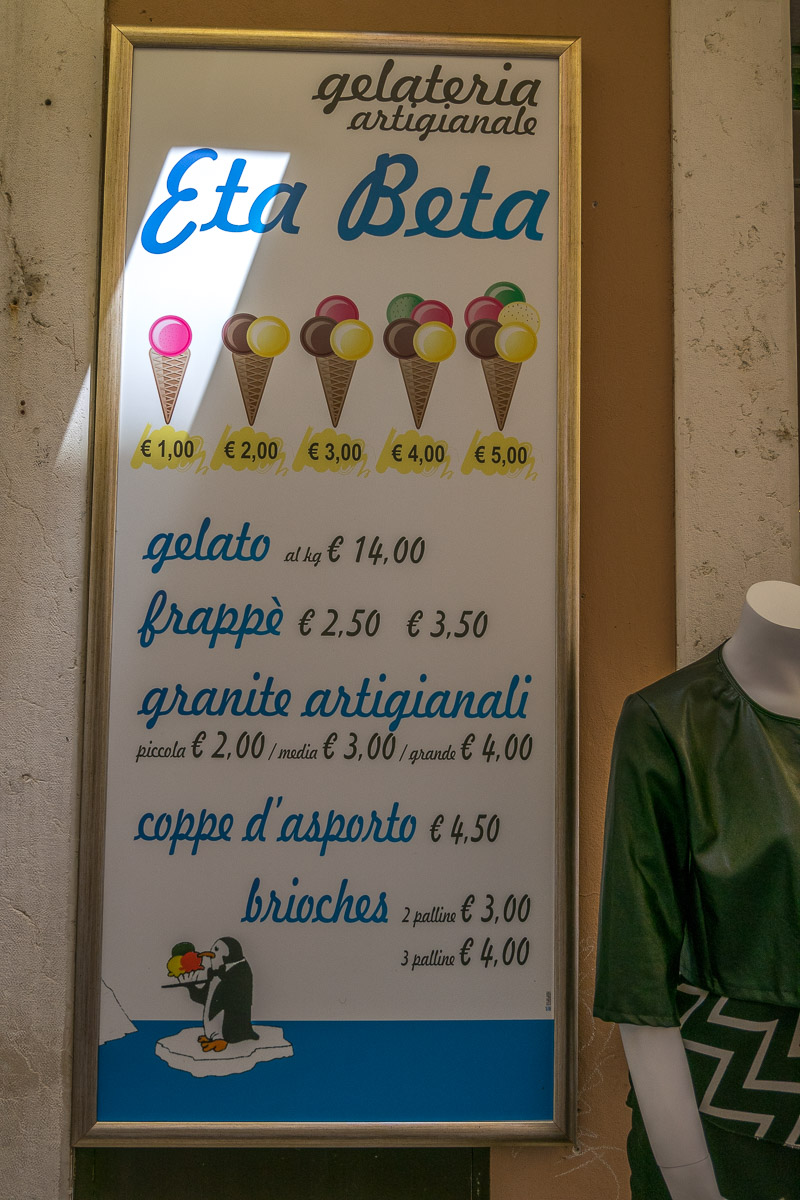 gelateria
artigianale
Eta Beta
€ 1,00 € 2,00 € 3,00 € 4,00 € 5,00
gelato al kg € 14,00
frappè € 2,50 € 3,50
granite artigianali
piccola € 2,00 / media € 3,00 / grande € 4,00
coppe d'asporto € 4,50
brioches 2 palline € 3,00
3 palline € 4,00